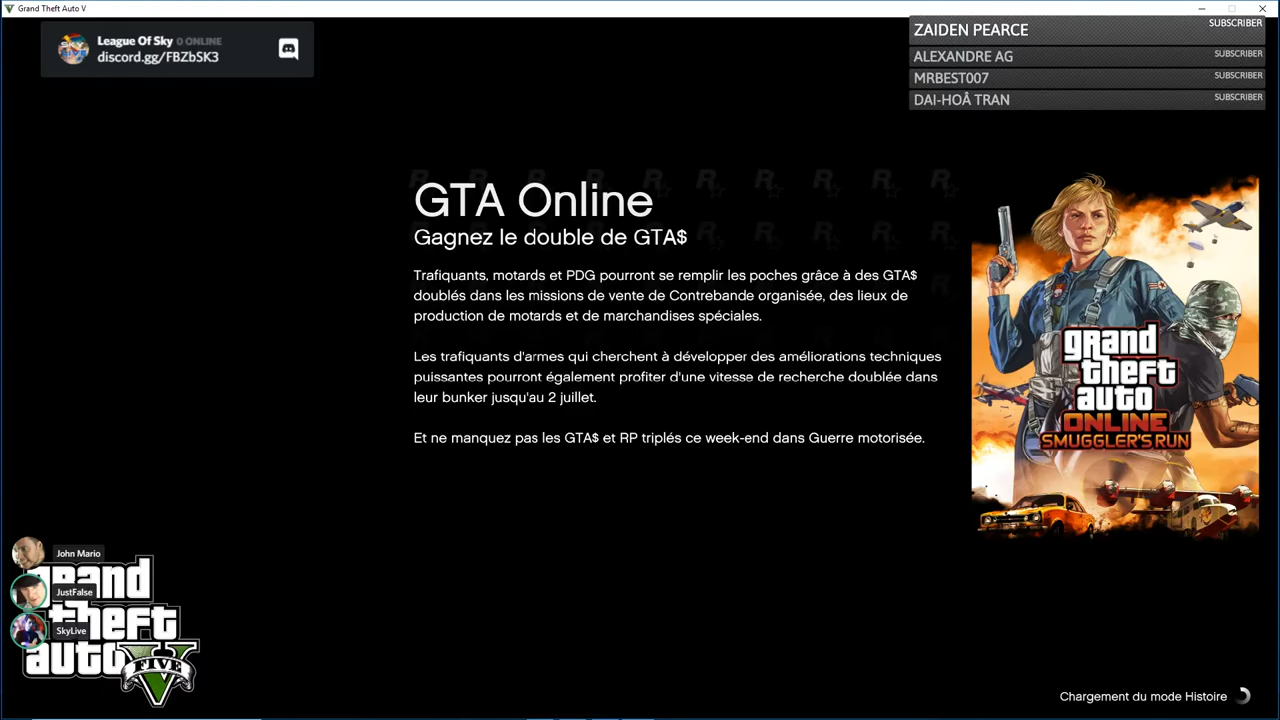 Grand Theft Auto V
League Of Sky 0 ONLINE
discord.gg/FBZbSK3
ZAIDEN PEARCE SUBSCRIBER
ALEXANDRE AG SUBSCRIBER
MRBEST007 SUBSCRIBER
DAI-HOÂ TRAN SUBSCRIBER
GTA Online
Gagnez le double de GTA$
Trafiquants, motards et PDG pourront se remplir les poches grâce à des GTA$
doublés dans les missions de vente de Contrebande organisée, des lieux de
production de motards et de marchandises spéciales.
Les trafiquants d'armes qui cherchent à développer des améliorations techniques
puissantes pourront également profiter d'une vitesse de recherche doublée dans
leur bunker jusqu'au 2 juillet.
Et ne manquez pas les GTA$ et RP triplés ce week-end dans Guerre motorisée.
grand
theft
auto
ONLINE
SMUGGLER'S RUN
John Mario
JustFalse
SkyLive
grand
theft
auto
FIVE
Chargement du mode Histoire